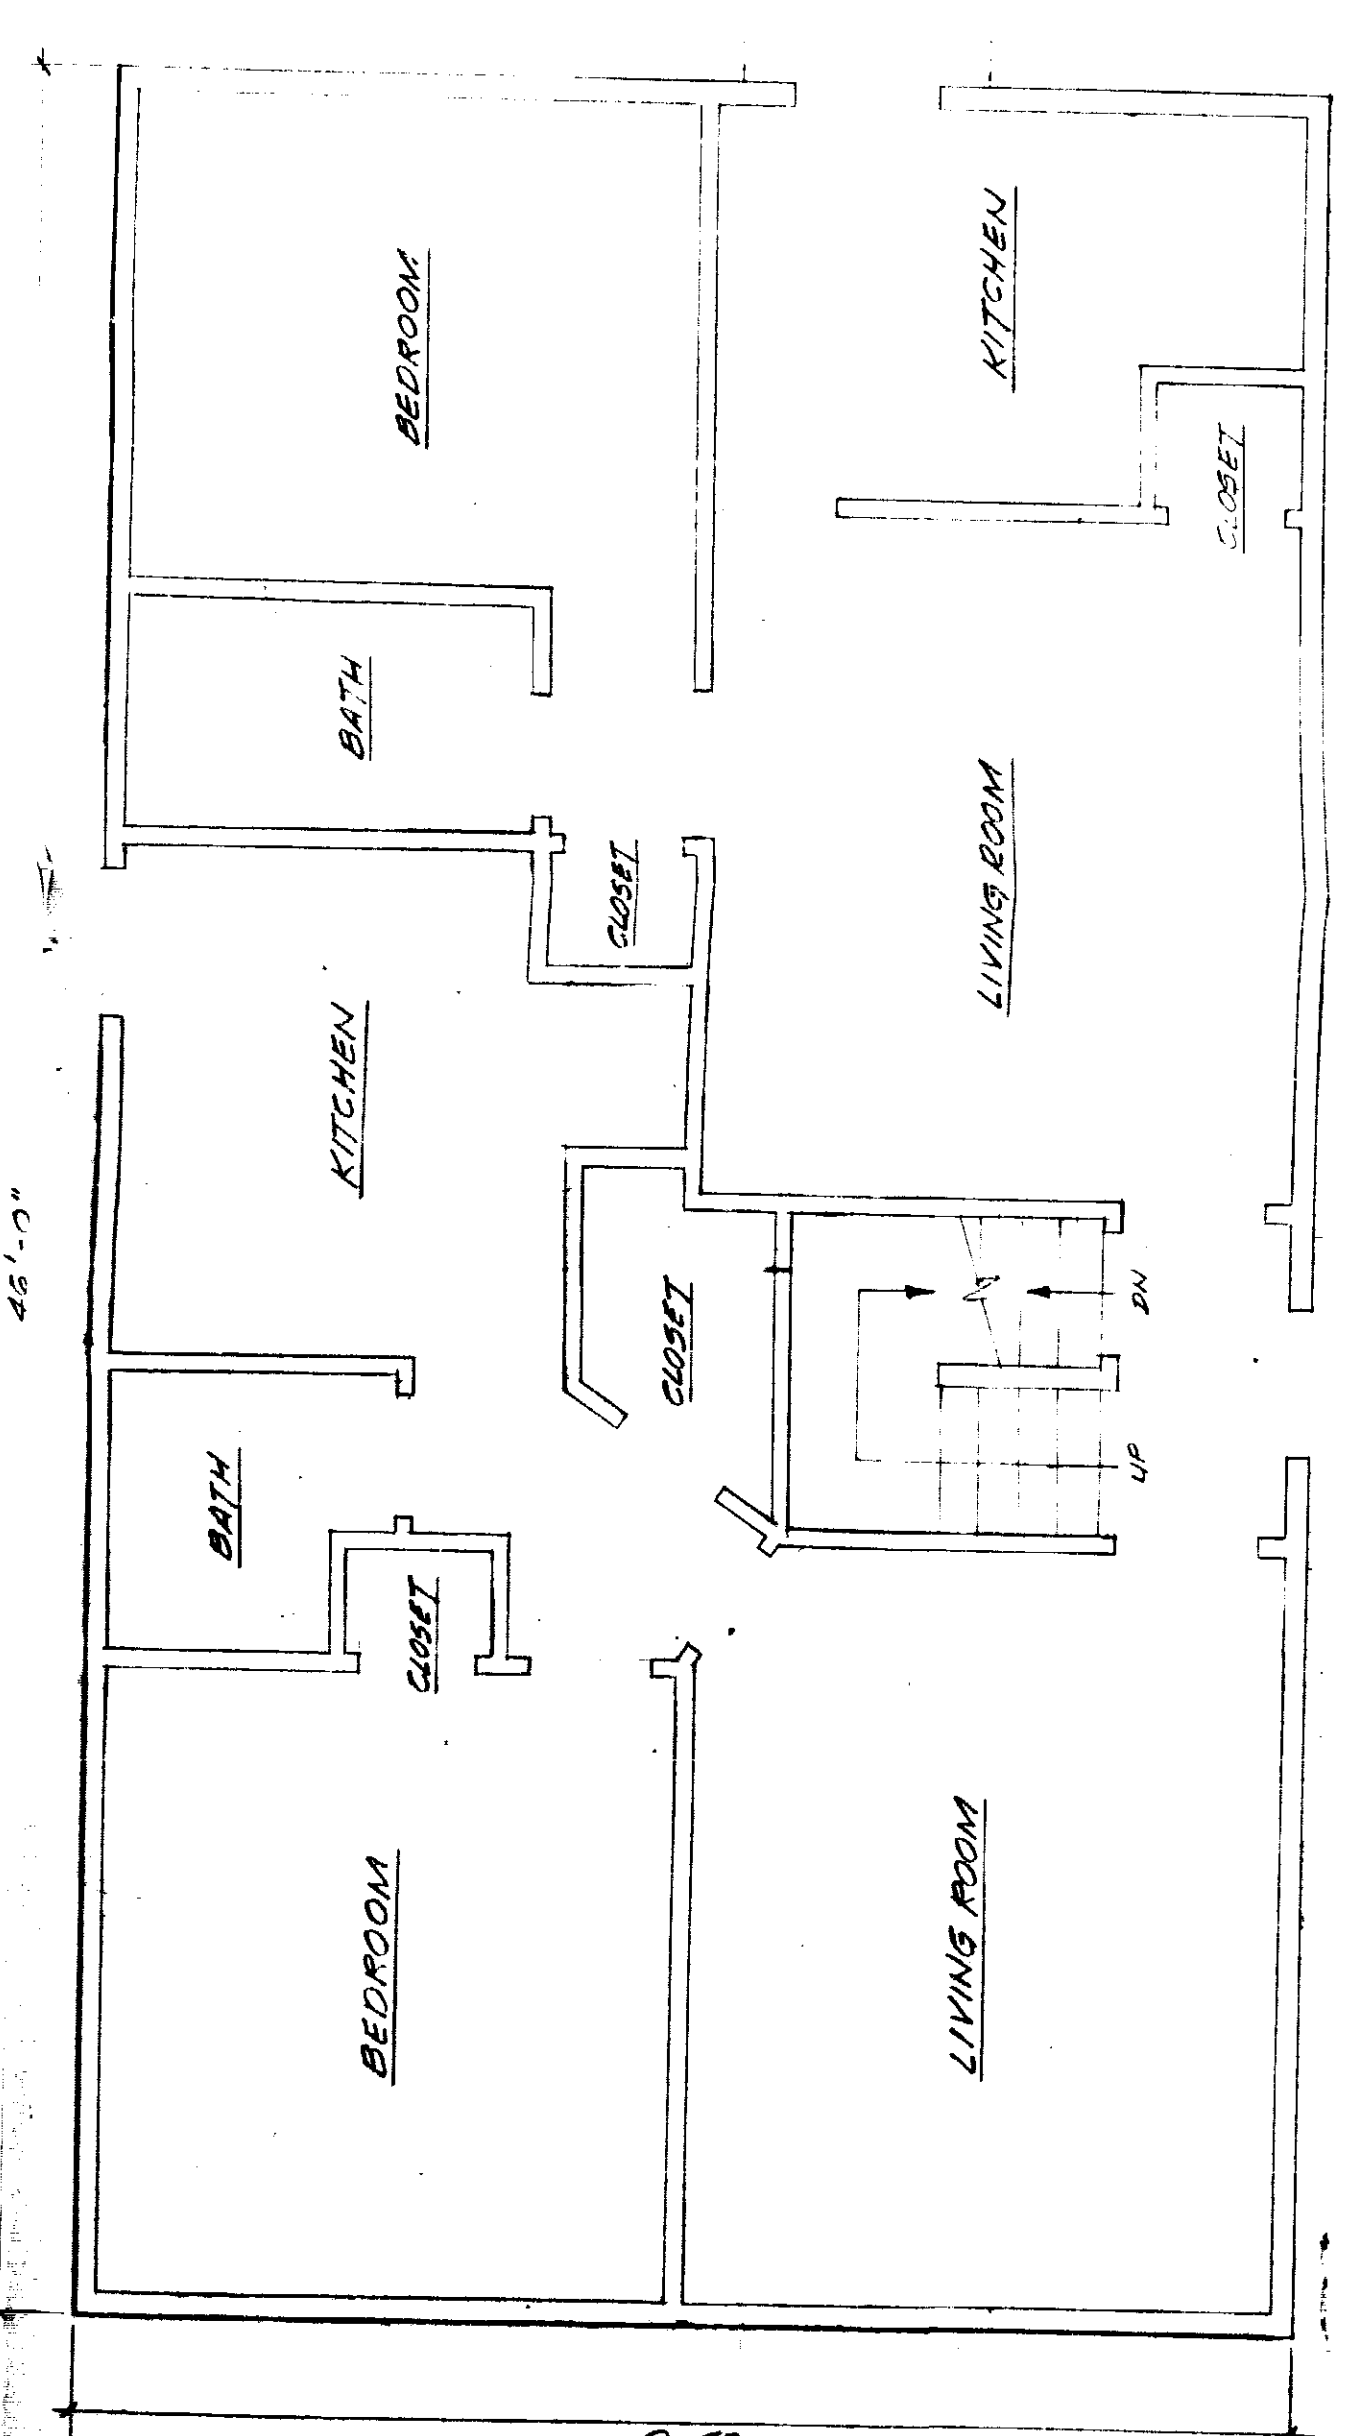 BEDROOM
KITCHEN
CLOSET
BATH
LIVING ROOM
CLOSET
KITCHEN
46'-0"
CLOSET
DN
UP
BATH
CLOSET
BEDROOM
LIVING ROOM